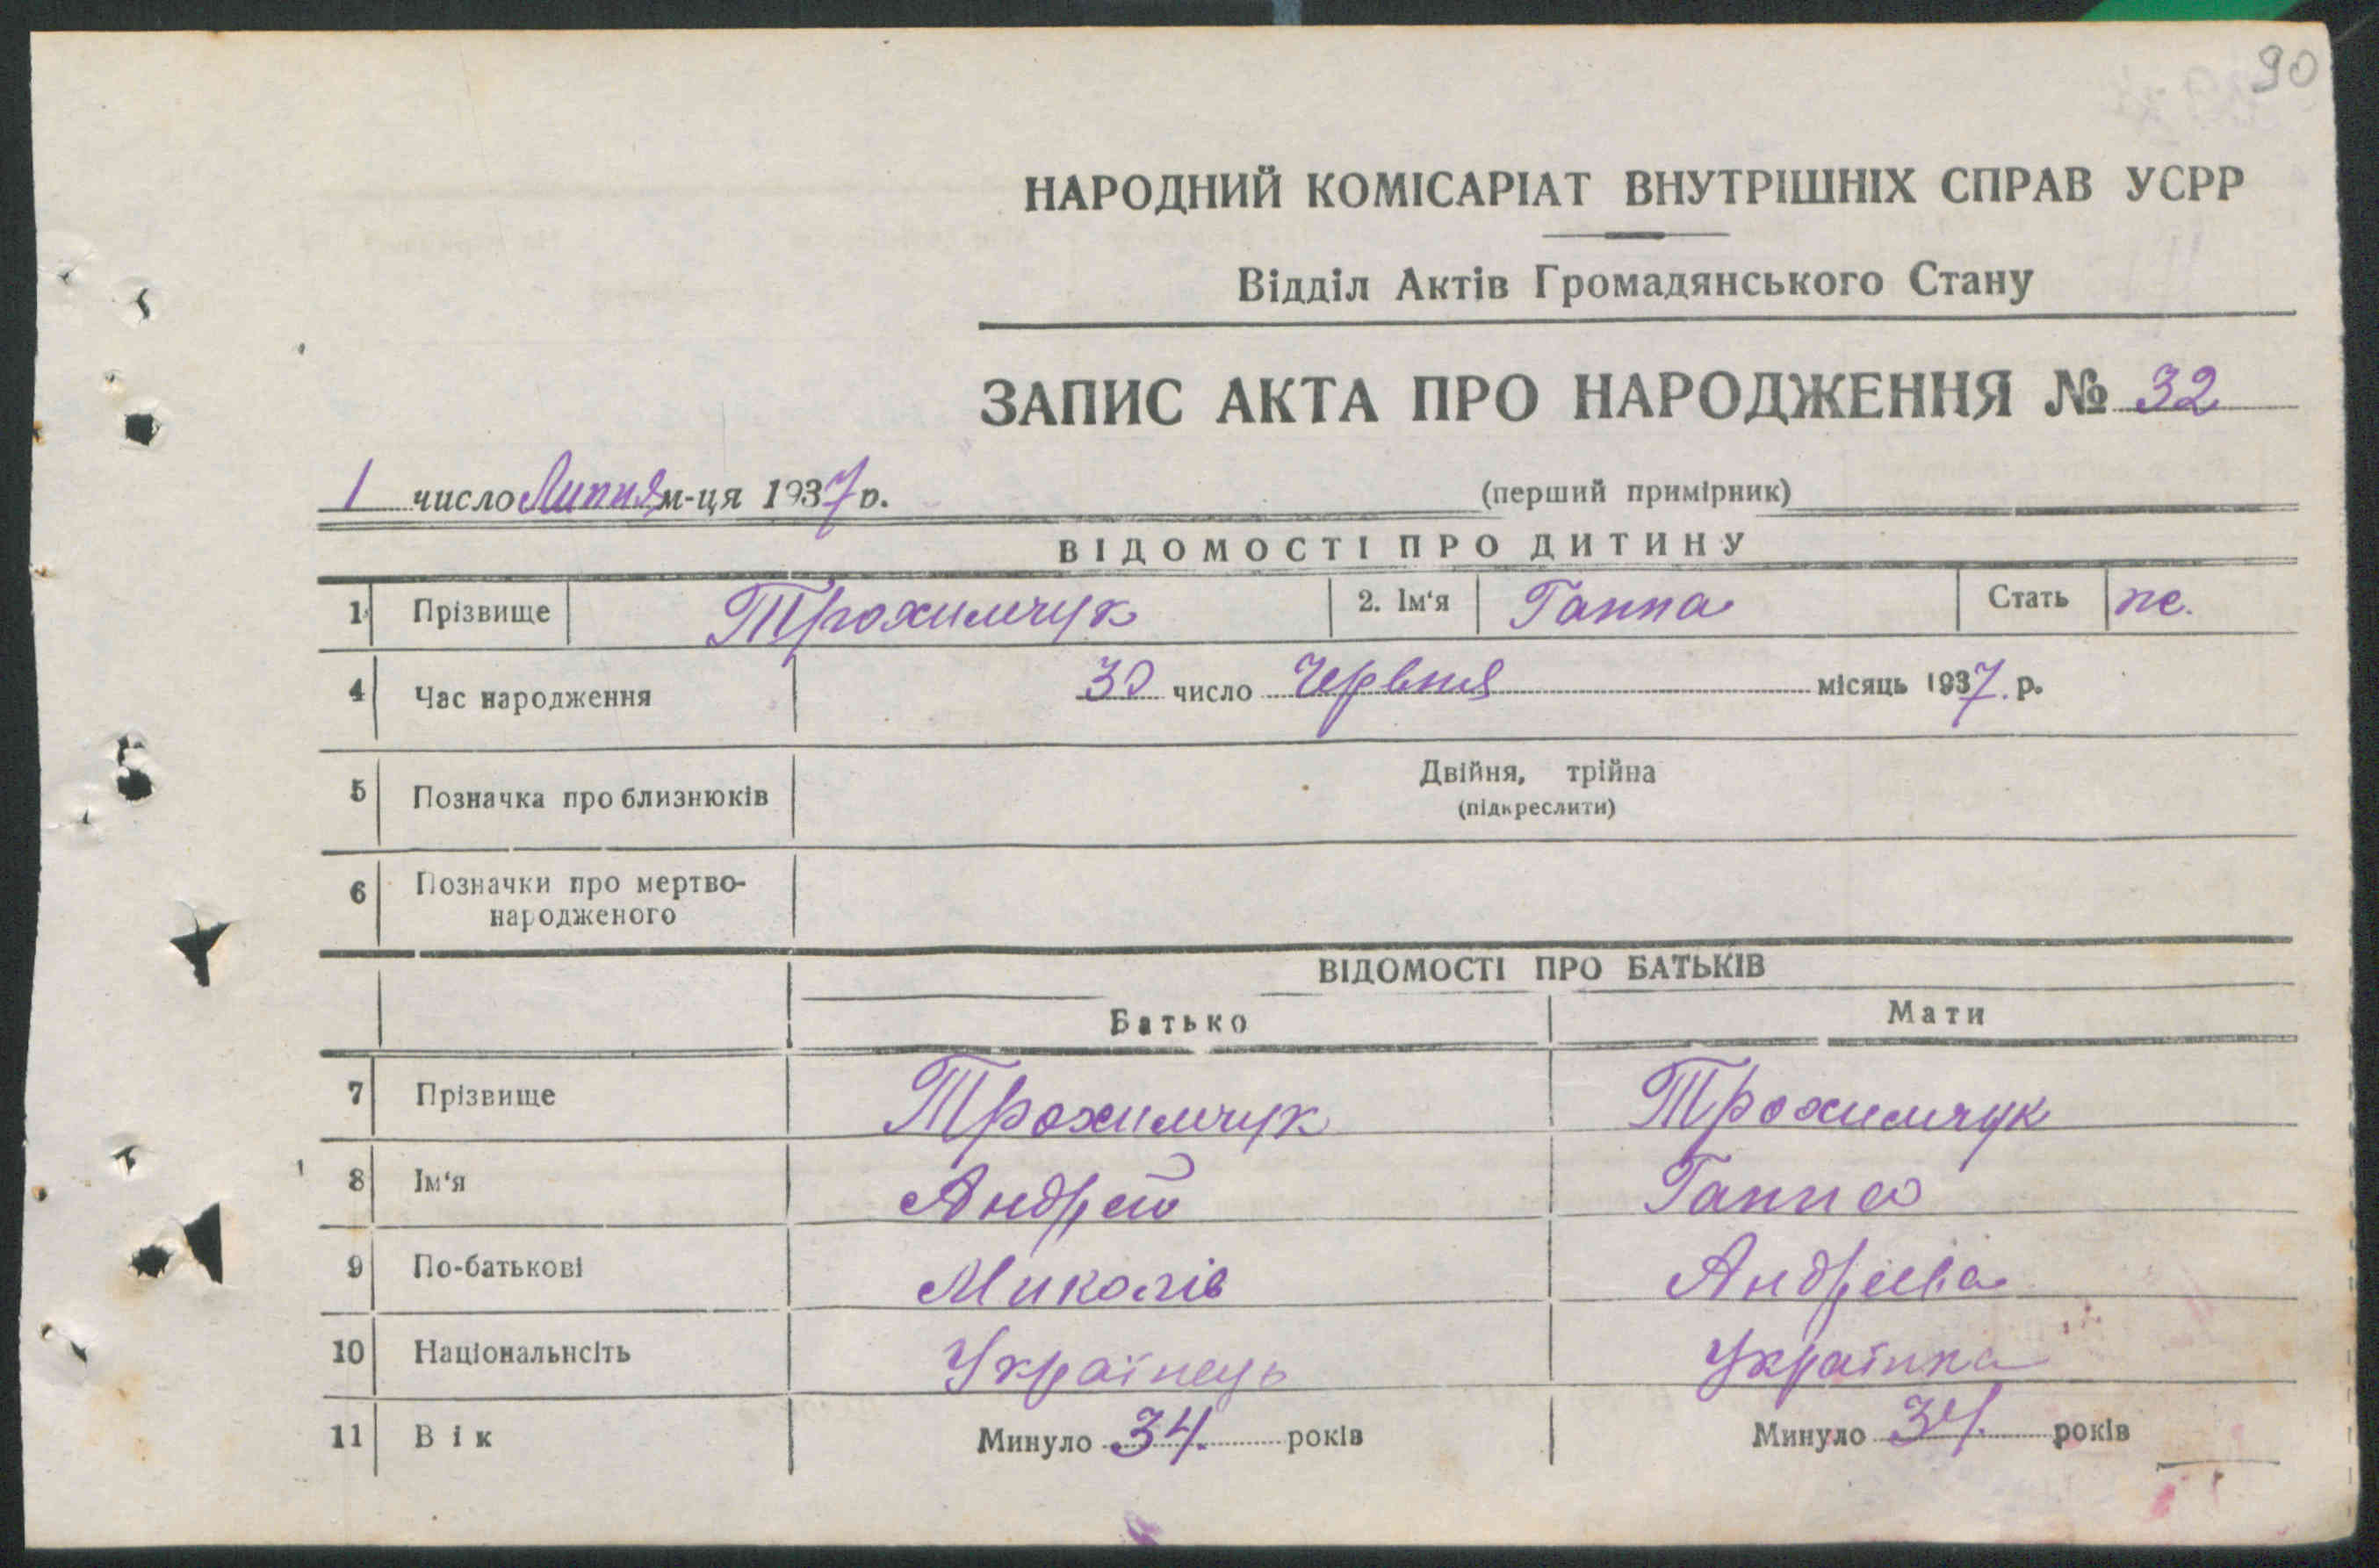 90
НАРОДНИЙ КОМІСАРІАТ ВНУТРІШНІХ СПРАВ УСРР
Відділ Актів Громадянського Стану
ЗАПИС АКТА ПРО НАРОДЖЕННЯ № 32
1 число Липня м-ця 1937 р. (перший примірник)
ВІДОМОСТІ ПРО ДИТИНУ
1 Прізвище Трохимчук 2. Ім'я Ганна Стать ж.
4 Час народження 30 число Червня місяць 1937. р.
5 Позначка про близнюків Двійня, трійна
(підкреслити)
6 Позначки про мертво-
народженого
ВІДОМОСТІ ПРО БАТЬКІВ
Батько Мати
7 Прізвище Трохимчук Трохимчук
8 Ім'я Андрей Ганна
9 По-батькові Миколів Андреева
10 Національнсіть Українець Українка
11 Вік Минуло 34. років Минуло 34. років